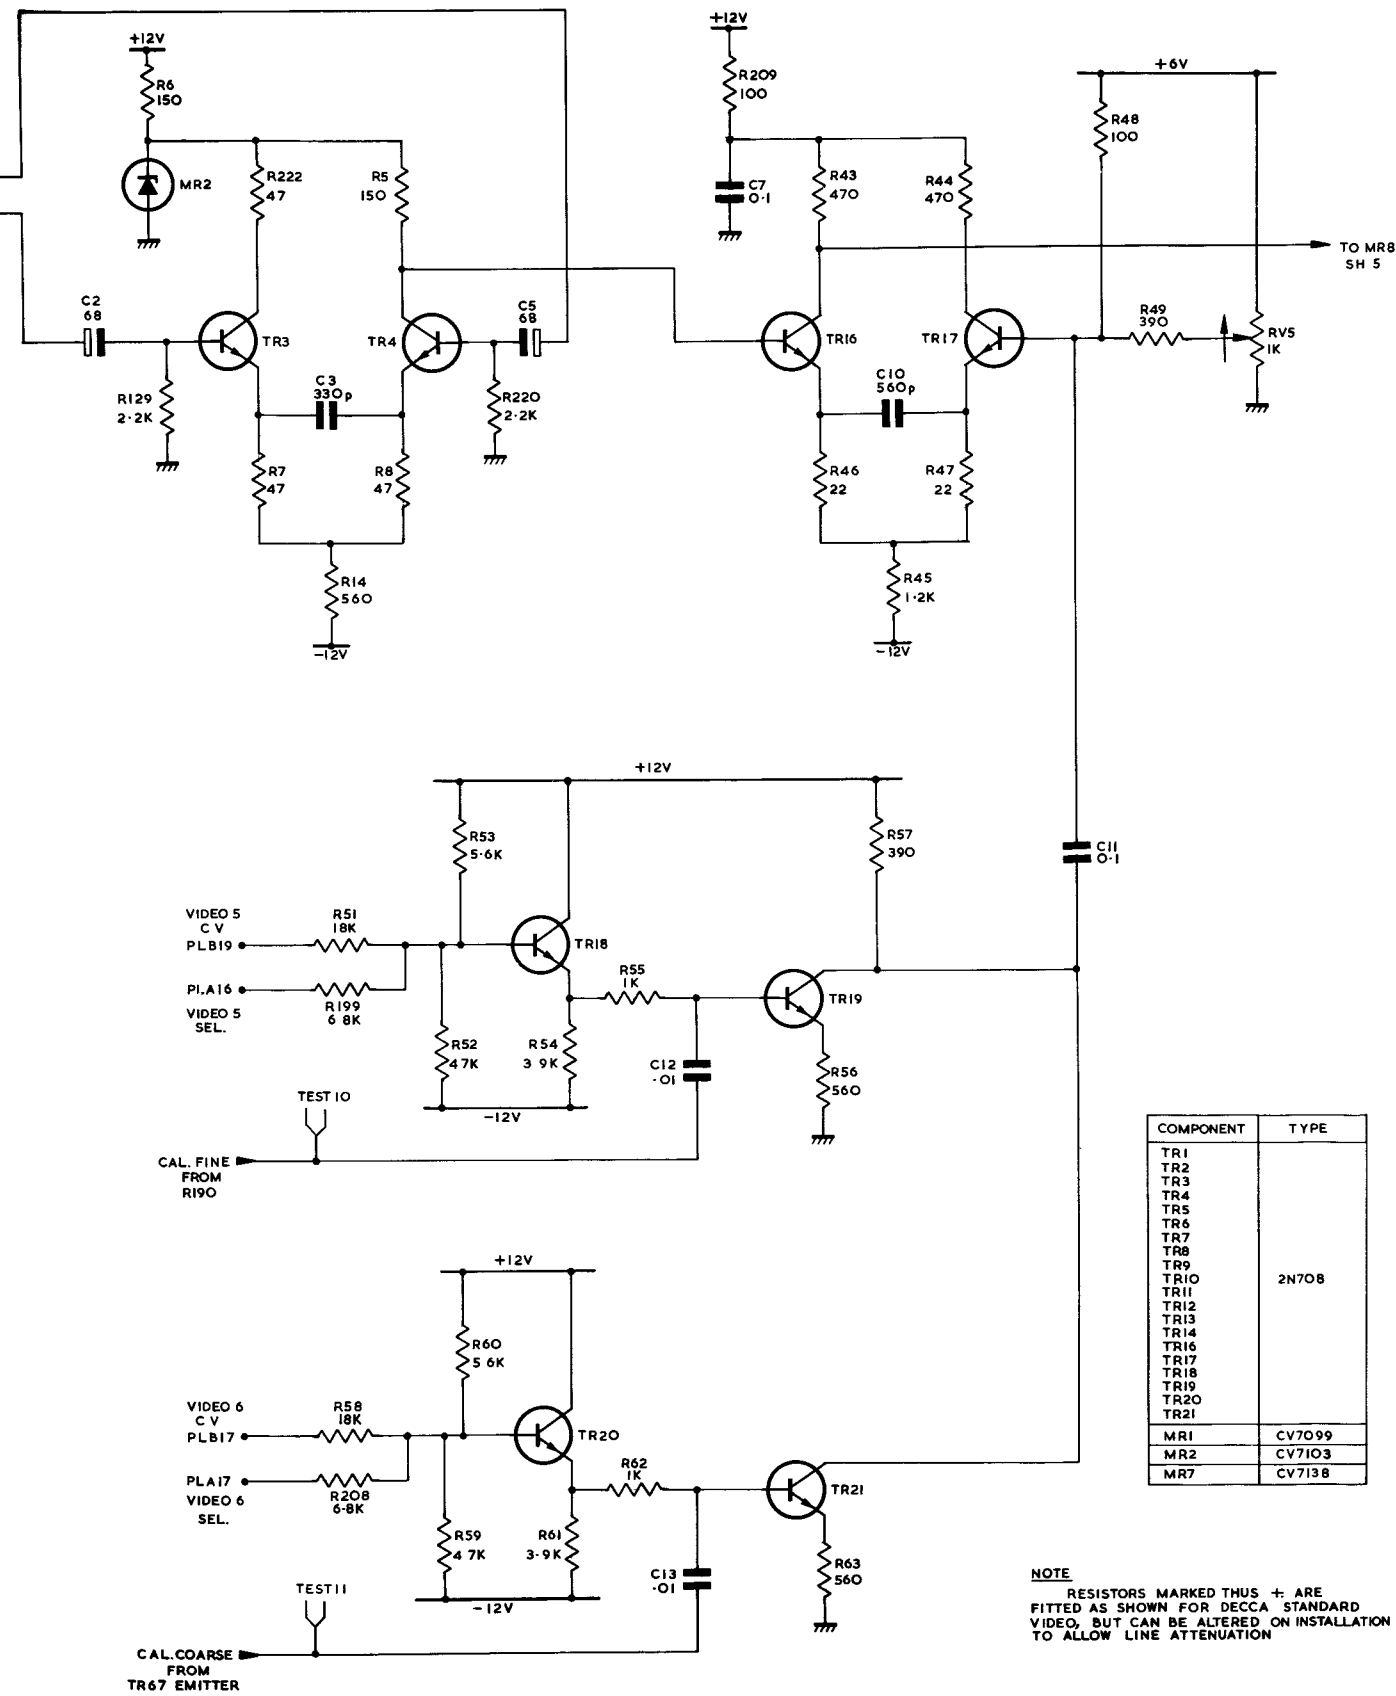 +12V
R6
150
MR2
R222
47
R5
150
C2
68
TR3
TR4
C5
68
R129
2·2K
C3
330p
R220
2·2K
R7
47
R8
47
R14
560
-12V
+12V
R209
100
C7
0·1
R43
470
R44
470
+6V
R48
100
TO MR8
SH 5
TR16
TR17
R49
390
RV5
1K
C10
560p
R46
22
R47
22
R45
1·2K
-12V
+12V
R53
5·6K
R57
390
C11
0·1
VIDEO 5
C V
PLB19
R51
18K
TR18
PLA16
VIDEO 5
SEL.
R199
6 8K
R55
1K
TR19
R52
47K
R54
3 9K
C12
·01
R56
560
-12V
TEST 10
CAL. FINE
FROM
R190
+12V
R60
5 6K
VIDEO 6
C V
PLB17
R58
18K
TR20
PLA17
VIDEO 6
SEL.
R208
6·8K
R62
1K
TR21
R59
4 7K
R61
3·9K
C13
·01
R63
560
-12V
TEST 11
CAL. COARSE
FROM
TR67 EMITTER
COMPONENT TYPE
TR1
TR2
TR3
TR4
TR5
TR6
TR7
TR8
TR9
TR10 2N708
TR11
TR12
TR13
TR14
TR16
TR17
TR18
TR19
TR20
TR21
MR1 CV7099
MR2 CV7103
MR7 CV7138
NOTE
RESISTORS MARKED THUS + ARE
FITTED AS SHOWN FOR DECCA STANDARD
VIDEO, BUT CAN BE ALTERED ON INSTALLATION
TO ALLOW LINE ATTENUATION